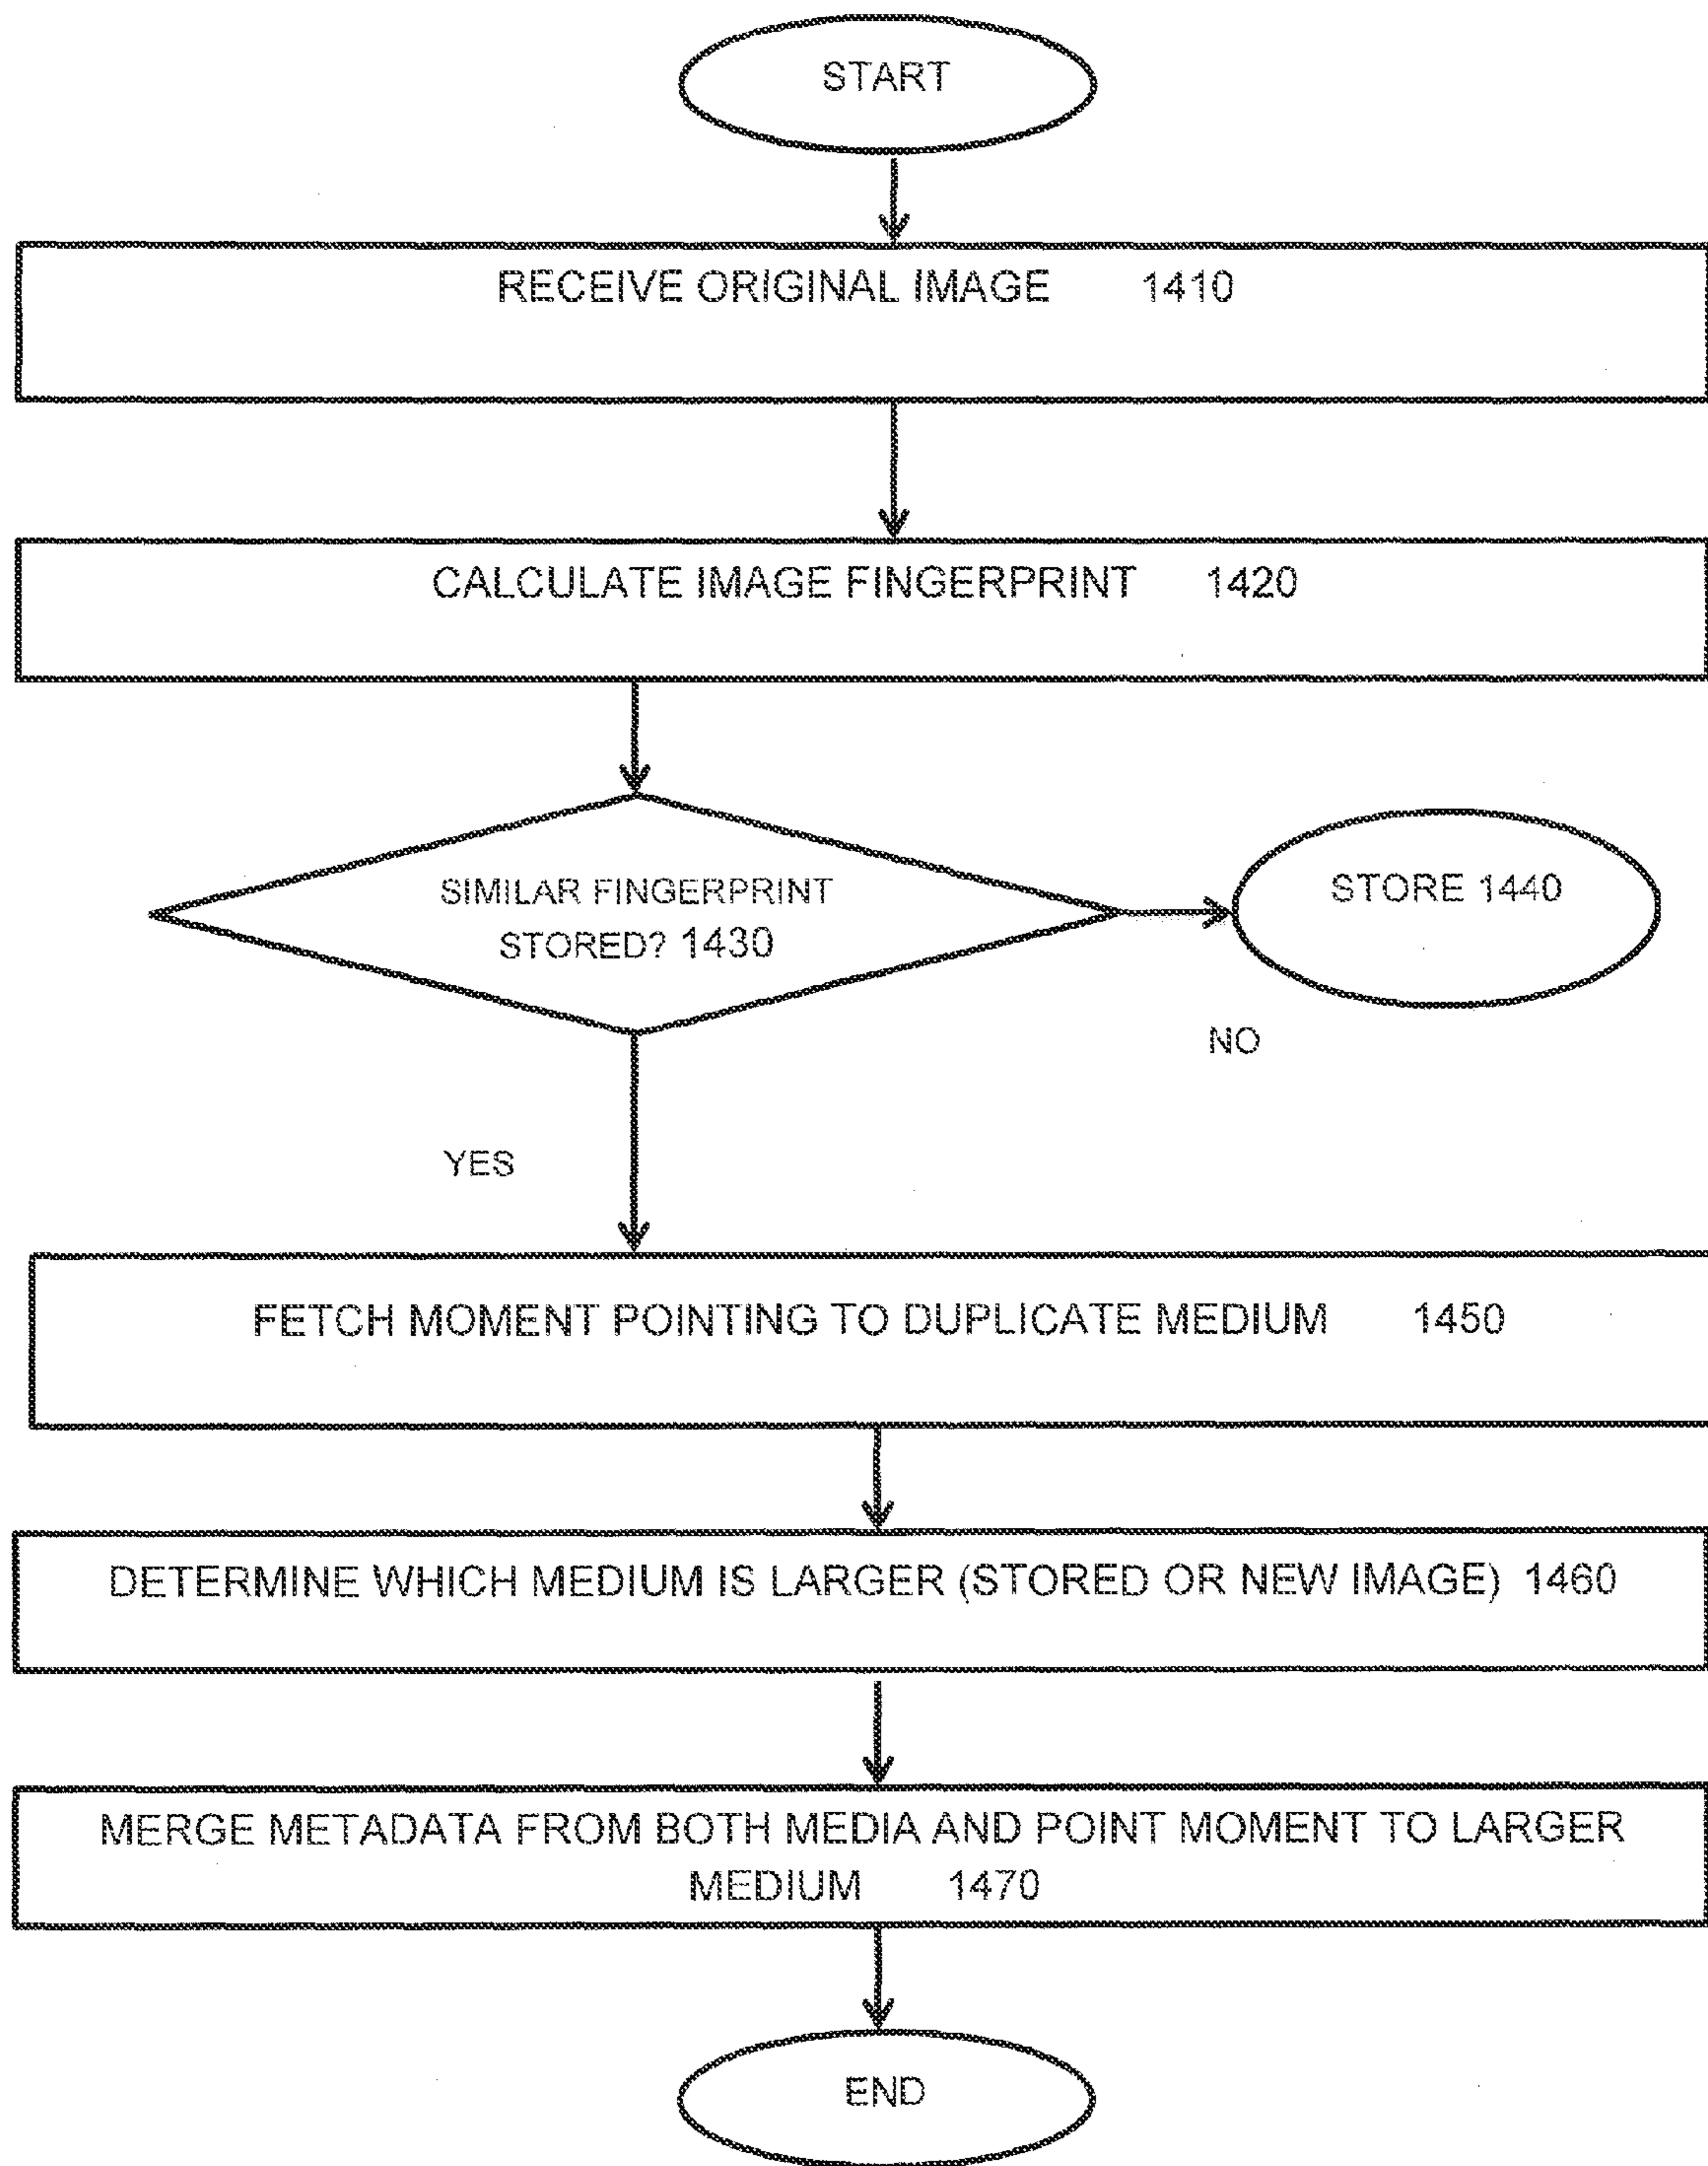 START
RECEIVE ORIGINAL IMAGE 1410
CALCULATE IMAGE FINGERPRINT 1420
SIMILAR FINGERPRINT
STORED? 1430
STORE 1440
NO
YES
FETCH MOMENT POINTING TO DUPLICATE MEDIUM 1450
DETERMINE WHICH MEDIUM IS LARGER (STORED OR NEW IMAGE) 1460
MERGE METADATA FROM BOTH MEDIA AND POINT MOMENT TO LARGER
MEDIUM 1470
END